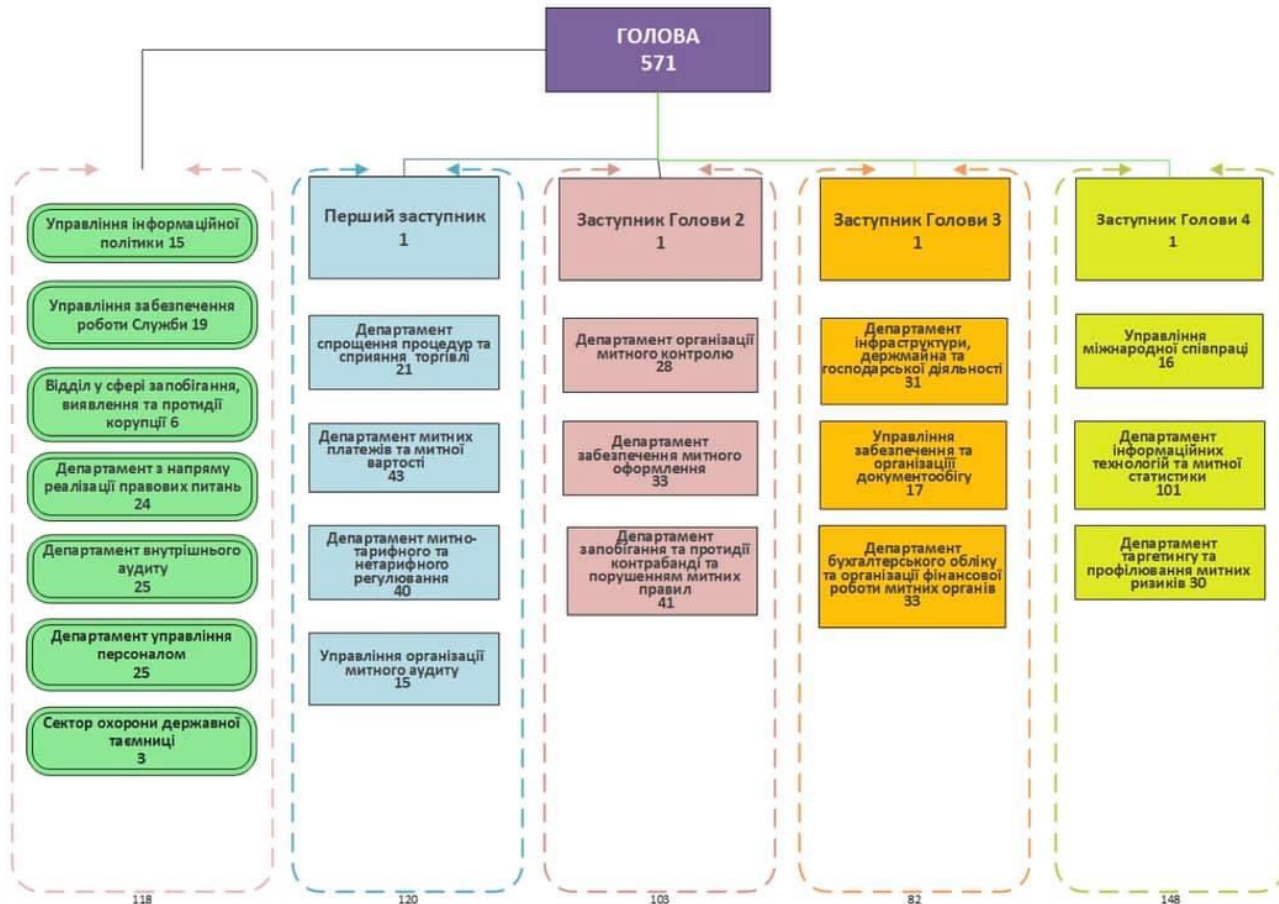 ГОЛОВА
571
Управління інформаційної
політики 15
Управління забезпечення
роботи Служби 19
Відділ у сфері запобігання,
виявлення та протидії
корупції 6
Департамент з напряму
реалізації правових питань
24
Департамент внутрішнього
аудиту
25
Департамент управління
персоналом
25
Сектор охорони державної
таємниці
3
118
Перший заступник
1
Департамент
спрощення процедур та
сприяння торгівлі
21
Департамент митних
платежів та митної
вартості
43
Департамент митно-
тарифного та
нетарифного
регулювання
40
Управління організації
митного аудиту
15
120
Заступник Голови 2
1
Департамент організації
митного контролю
28
Департамент
забезпечення митного
оформлення
33
Департамент
запобігання та протидії
контрабанді та
порушенням митних
правил
41
103
Заступник Голови 3
1
Департамент
інфраструктури,
держмайна та
господарської діяльності
31
Управління
забезпечення та
організаціїї
документообігу
17
Департамент
бухгалтерського обліку
та організації фінансової
роботи митних органів
33
82
Заступник Голови 4
1
Управління
міжнародної співпраці
16
Департамент
інформаційних
технологій та митної
статистики
101
Департамент
таргетингу та
профілювання митних
ризиків 30
148